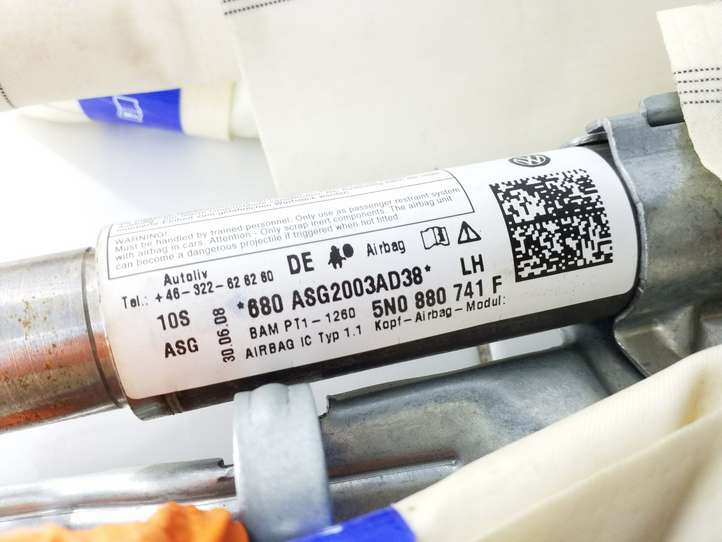 WARNING!
Must be handled by trained personnel. Only use as passenger restraint system
with airbag in cars. Attention - Only scrap inert components. The airbag unit
can become a dangerous projectile if triggered when not fitted.
Autoliv
Tel.: +46-322-626260
DE
Airbag
10S
ASG
30.06.08
*680 ASG2003AD38*
LH
BAM PT1-1260
5N0 880 741 F
AIRBAG IC Typ 1.1
Kopf-Airbag-Modul: